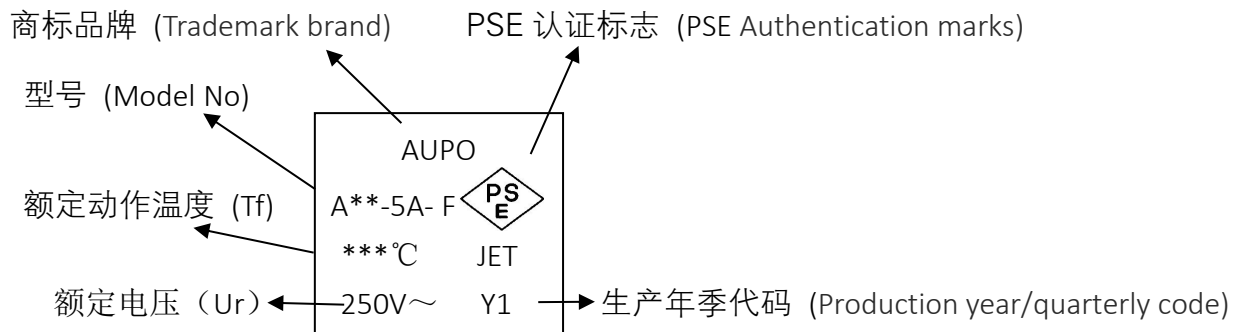 商标品牌 (Trademark brand)
PSE 认证标志 (PSE Authentication marks)
型号 (Model No)
AUPO
额定动作温度 (Tf)
A**-5A- F
PS
E
***℃
JET
额定电压（Ur）
250V～
Y1
生产年季代码 (Production year/quarterly code)